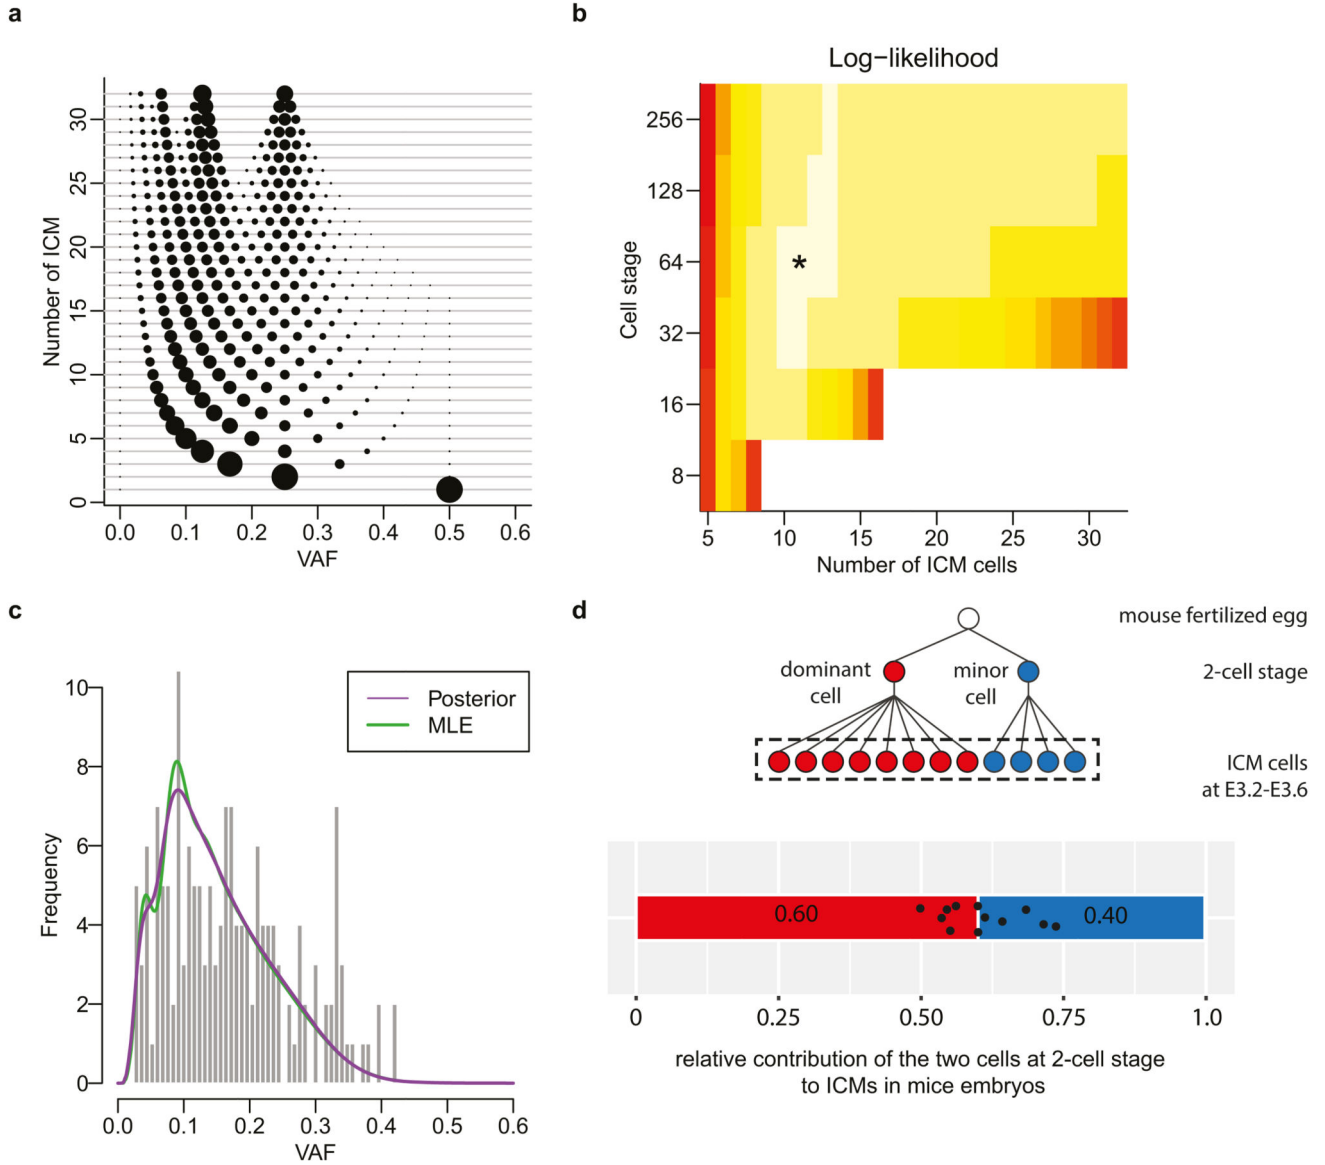 a
30
25
20
15
10
5
0
Number of ICM
0.0 0.1 0.2 0.3 0.4 0.5 0.6
VAF
b
Log−likelihood
256
128
64
32
16
8
Cell stage
*
5 10 15 20 25 30
Number of ICM cells
c
10
8
6
4
2
0
Frequency
Posterior
MLE
0.0 0.1 0.2 0.3 0.4 0.5 0.6
VAF
d
mouse fertilized egg
dominant
cell
minor
cell
2-cell stage
ICM cells
at E3.2-E3.6
0.60 0.40
0 0.25 0.50 0.75 1.0
relative contribution of the two cells at 2-cell stage
to ICMs in mice embryos